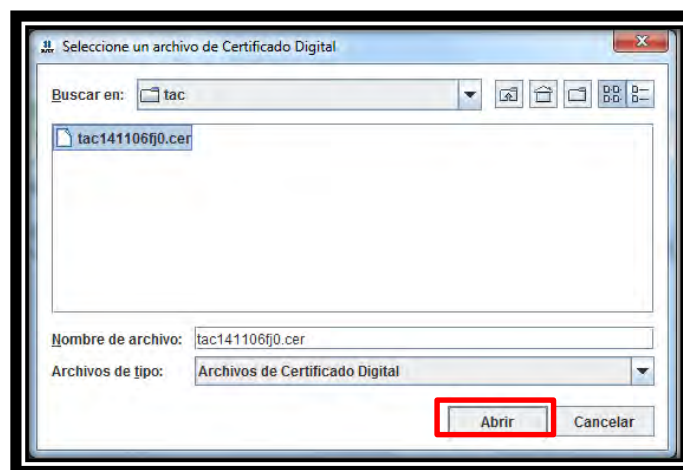 Seleccione un archivo de Certificado Digital
Buscar en: tac
tac141106fj0.cer
Nombre de archivo: tac141106fj0.cer
Archivos de tipo: Archivos de Certificado Digital
Abrir Cancelar